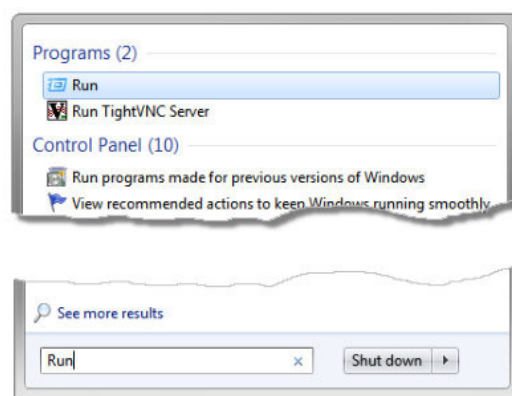 Programs (2)
Run
Run TightVNC Server
Control Panel (10)
Run programs made for previous versions of Windows
View recommended actions to keep Windows running smoothly
See more results
Run
Shut down